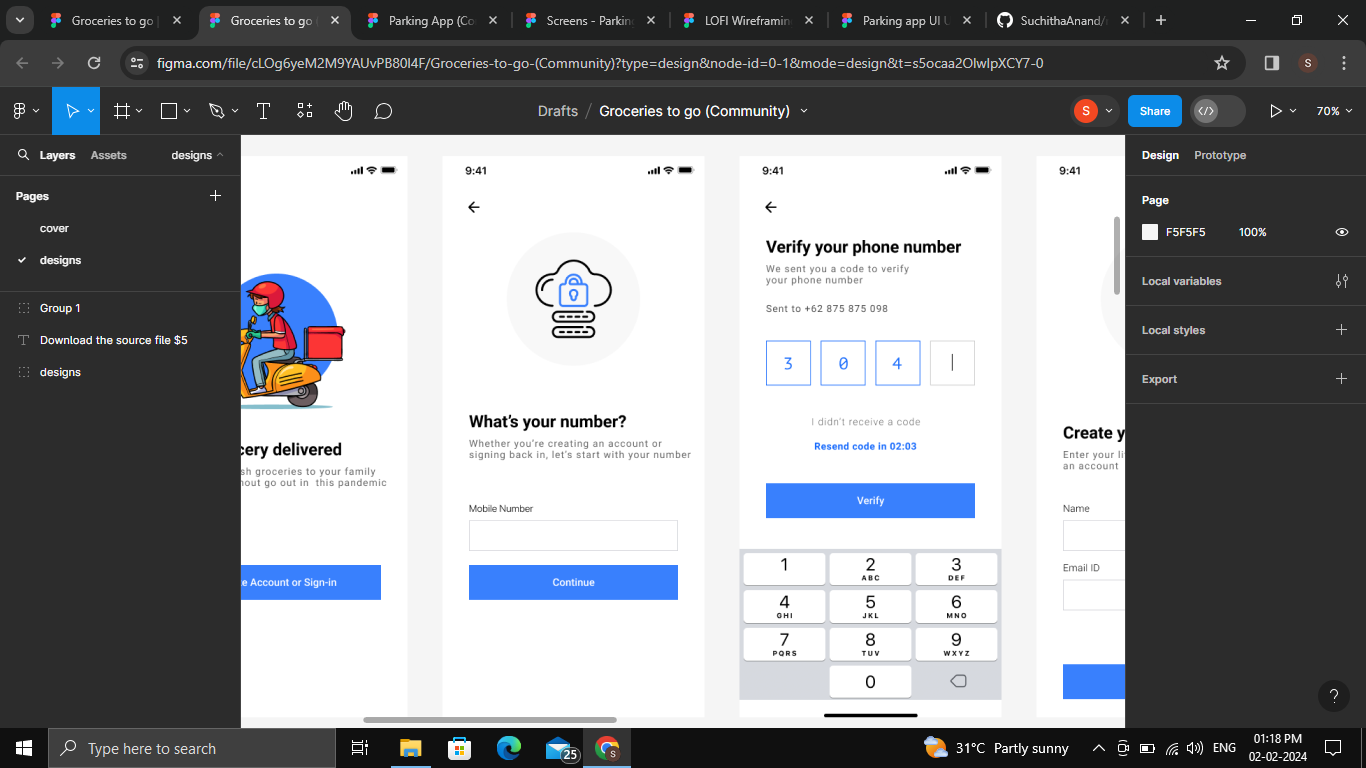 Groceries to go
Groceries to go
Parking App (Co
Screens - Parkin
LOFI Wireframin
Parking app UI
SuchithaAnand/
figma.com/file/cLOg6yeM2M9YAUvPB80I4F/Groceries-to-go-(Community)?type=design&node-id=0-1&mode=design&t=s5ocaa2OlwIpXCY7-0
S
Drafts / Groceries to go (Community)
S
Share
70%
Layers
Assets
designs
Pages
cover
designs
Group 1
Download the source file $5
designs
cery delivered
sh groceries to your family
out go out in this pandemic
e Account or Sign-in
9:41
What's your number?
Whether you're creating an account or
signing back in, let's start with your number
Mobile Number
Continue
9:41
Verify your phone number
We sent you a code to verify
your phone number
Sent to +62 875 875 098
3 0 4
I didn't receive a code
Resend code in 02:03
Verify
1 2 3
ABC DEF
4 5 6
GHI JKL MNO
7 8 9
PQRS TUV WXYZ
0
9:41
Create y
Enter your li
an account
Name
Email ID
Design
Prototype
Page
F5F5F5
100%
Local variables
Local styles
Export
?
Type here to search
25
S
31°C Partly sunny
ENG
01:18 PM
02-02-2024